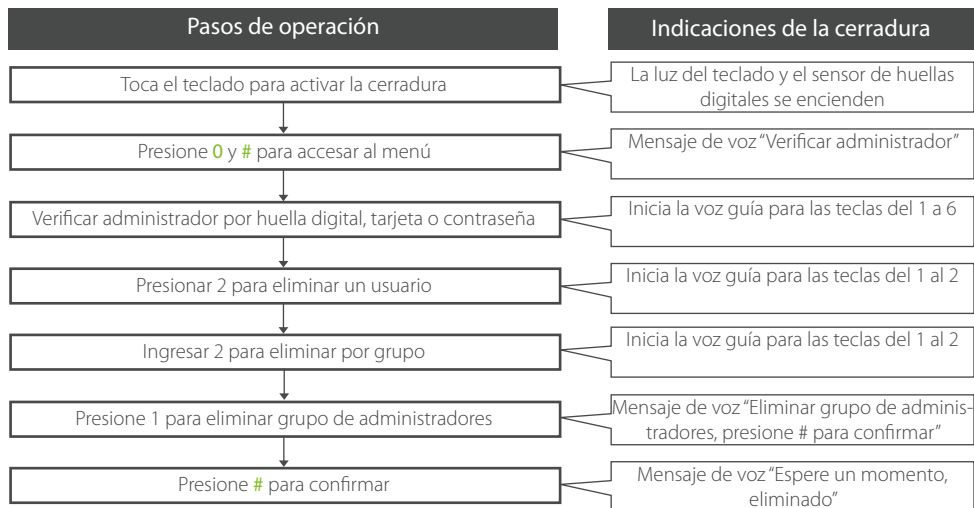 Pasos de operación
Indicaciones de la cerradura
Toca el teclado para activar la cerradura
La luz del teclado y el sensor de huellas
digitales se encienden
Presione 0 y # para accesar al menú
Mensaje de voz “Verificar administrador”
Verificar administrador por huella digital, tarjeta o contraseña
Inicia la voz guía para las teclas del 1 a 6
Presionar 2 para eliminar un usuario
Inicia la voz guía para las teclas del 1 al 2
Ingresar 2 para eliminar por grupo
Inicia la voz guía para las teclas del 1 al 2
Presione 1 para eliminar grupo de administradores
Mensaje de voz “Eliminar grupo de adminis-
tradores, presione # para confirmar”
Presione # para confirmar
Mensaje de voz “Espere un momento,
eliminado”